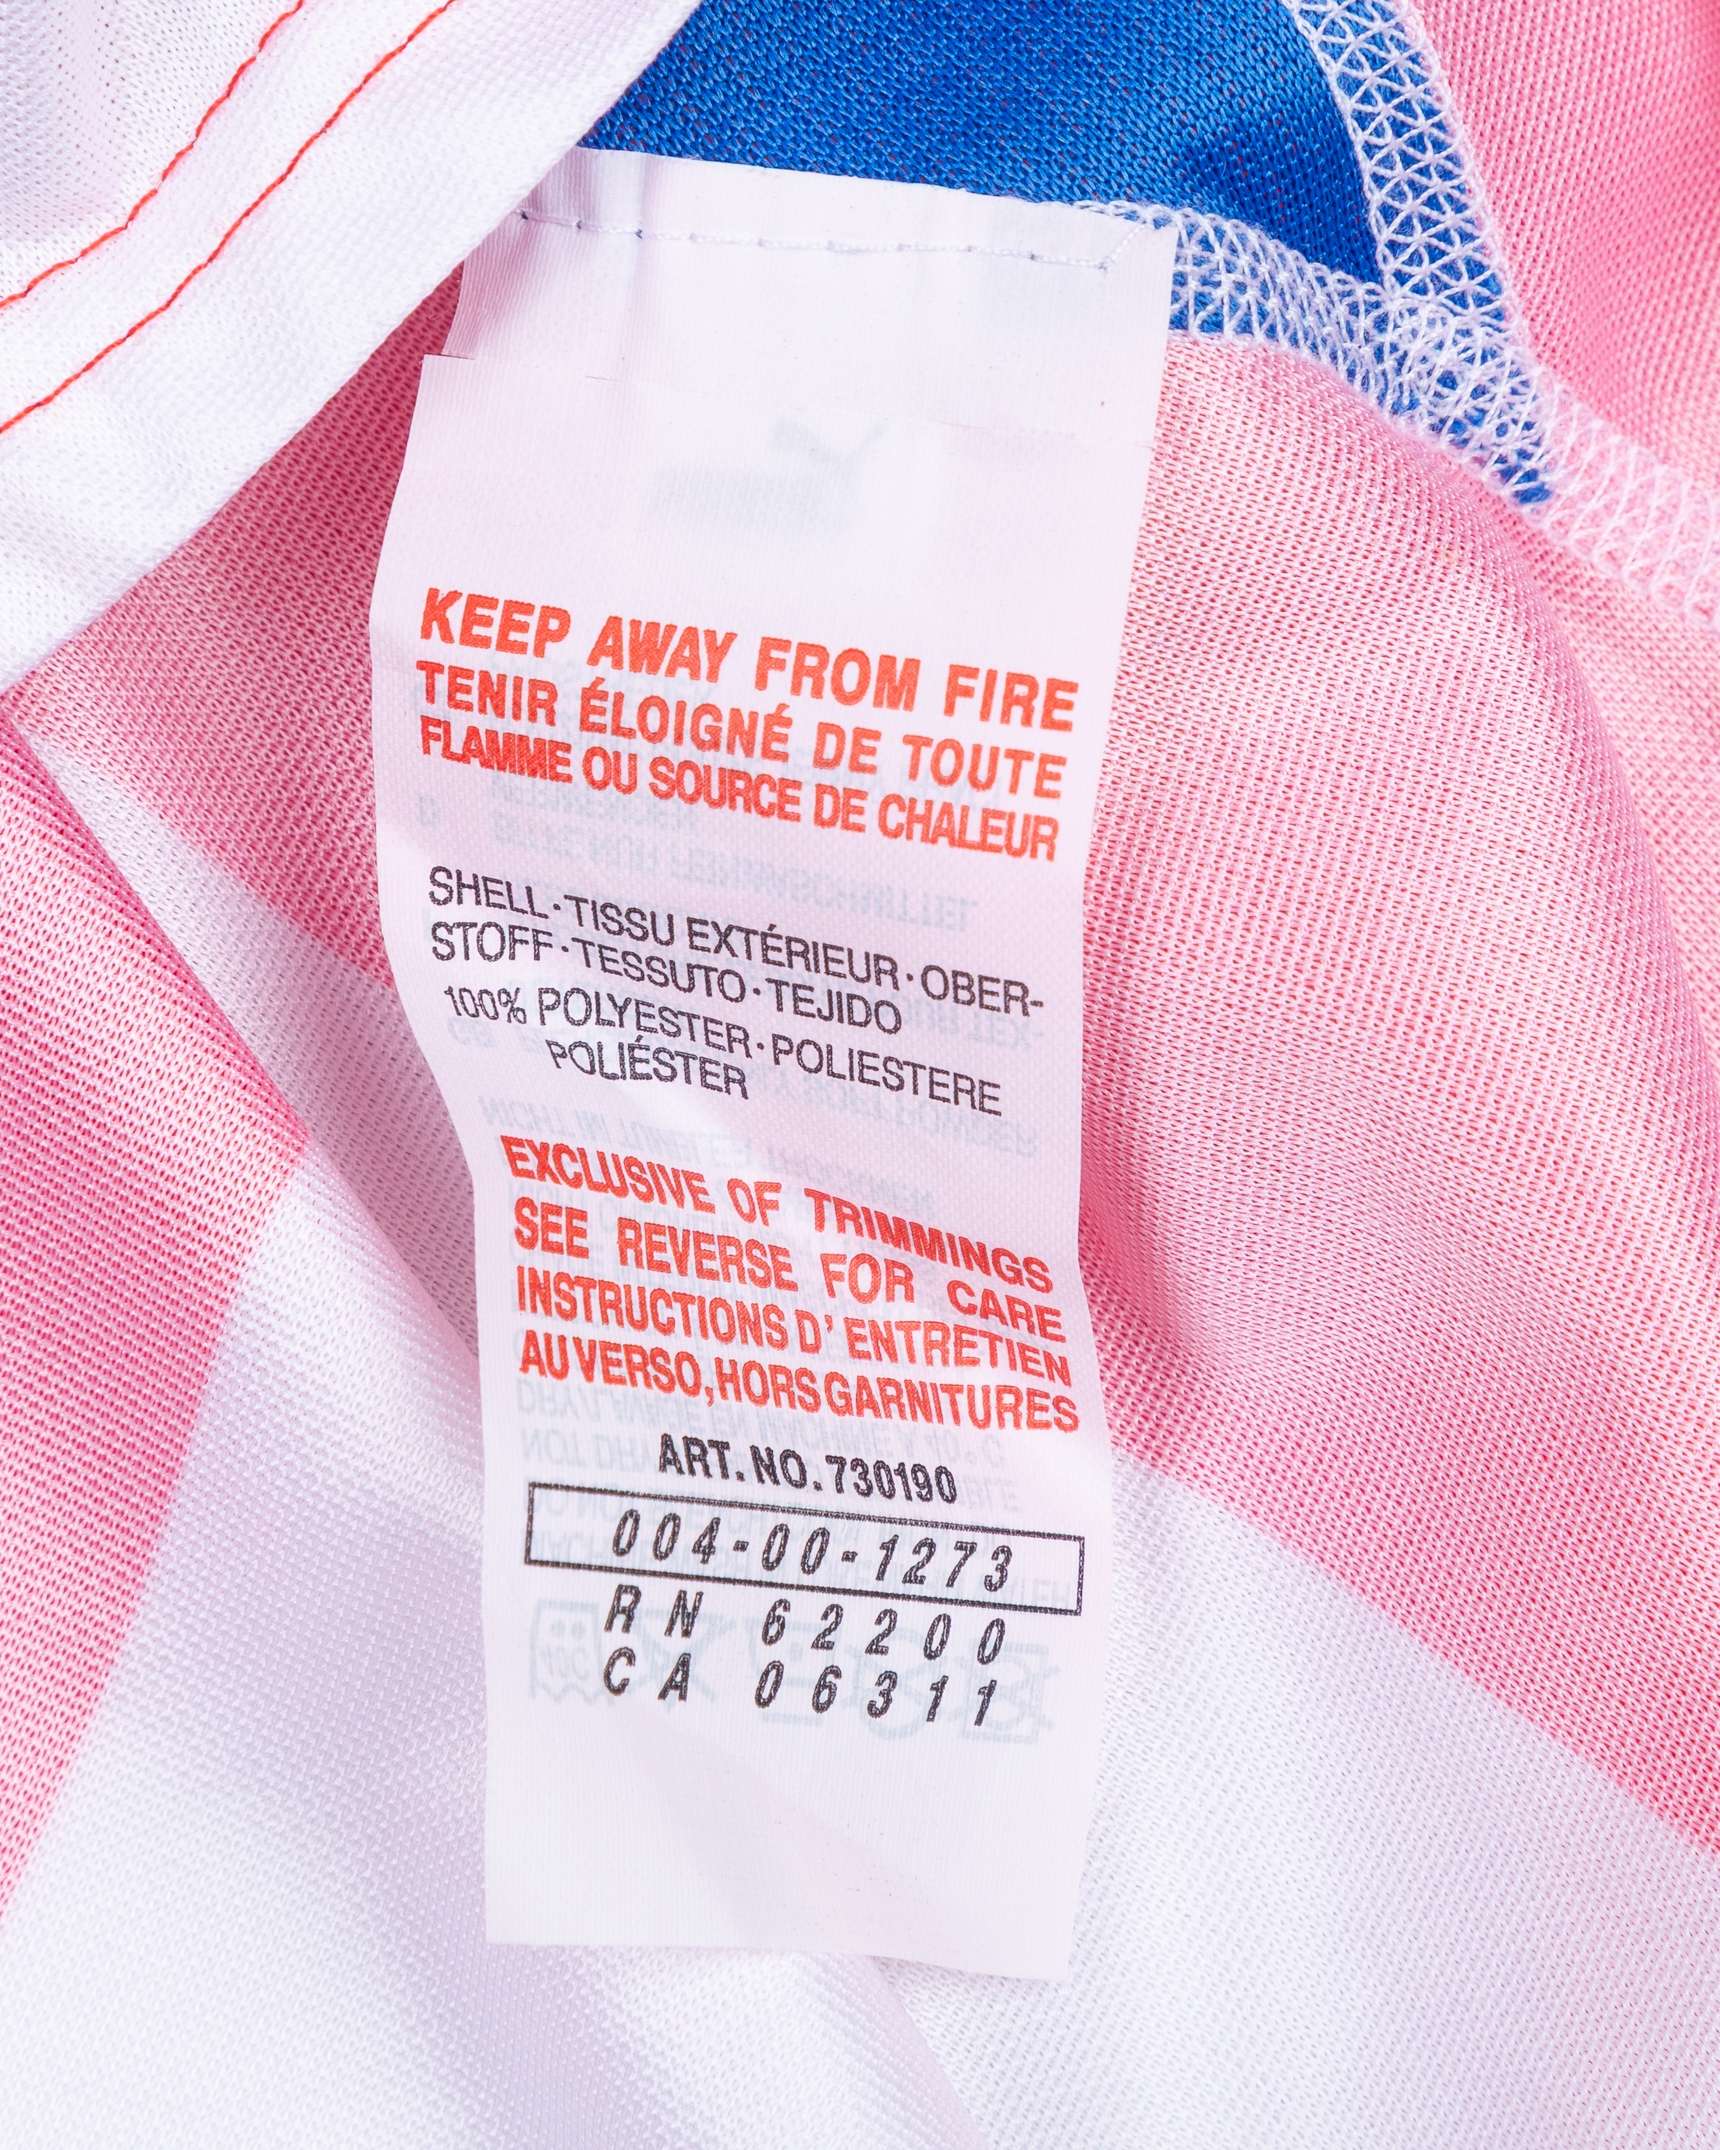 KEEP AWAY FROM FIRE
TENIR ÉLOIGNÉ DE TOUTE
FLAMME OU SOURCE DE CHALEUR
SHELL·TISSU EXTÉRIEUR·OBER-
STOFF·TESSUTO·TEJIDO
100% POLYESTER·POLIESTERE
POLIÉSTER
EXCLUSIVE OF TRIMMINGS
SEE REVERSE FOR CARE
INSTRUCTIONS D' ENTRETIEN
AU VERSO, HORS GARNITURES
ART. NO. 730190
004-00-1273
RN 62200
CA 06311